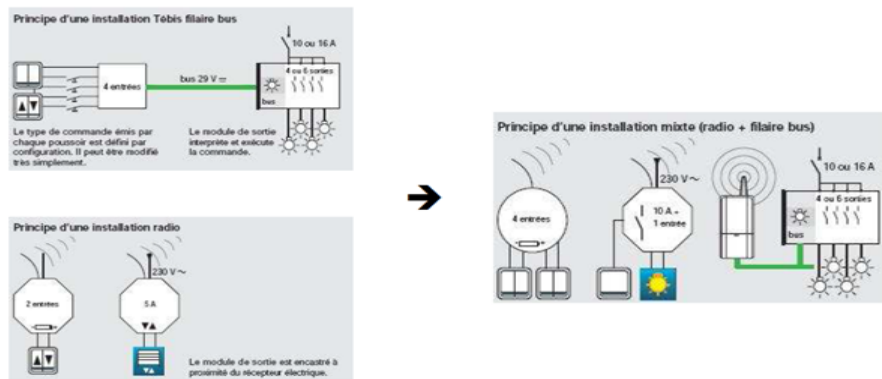 Principe d'une installation Tébis filaire bus
10 ou 16 A
4 entrées
bus 29 V
4 ou 6 sorties
bus
Le type de commande émis par
chaque poussoir est défini par
configuration. Il peut être modifié
très simplement.
Le module de sortie
interprète et exécute
la commande.
Principe d'une installation radio
230 V ~
2 entrées
5 A
Le module de sortie est encastré à
proximité du récepteur électrique.
Principe d'une installation mixte (radio + filaire bus)
230 V ~
10 ou 16 A
4 entrées
10 A +
1 entrée
4 ou 6 sorties
bus